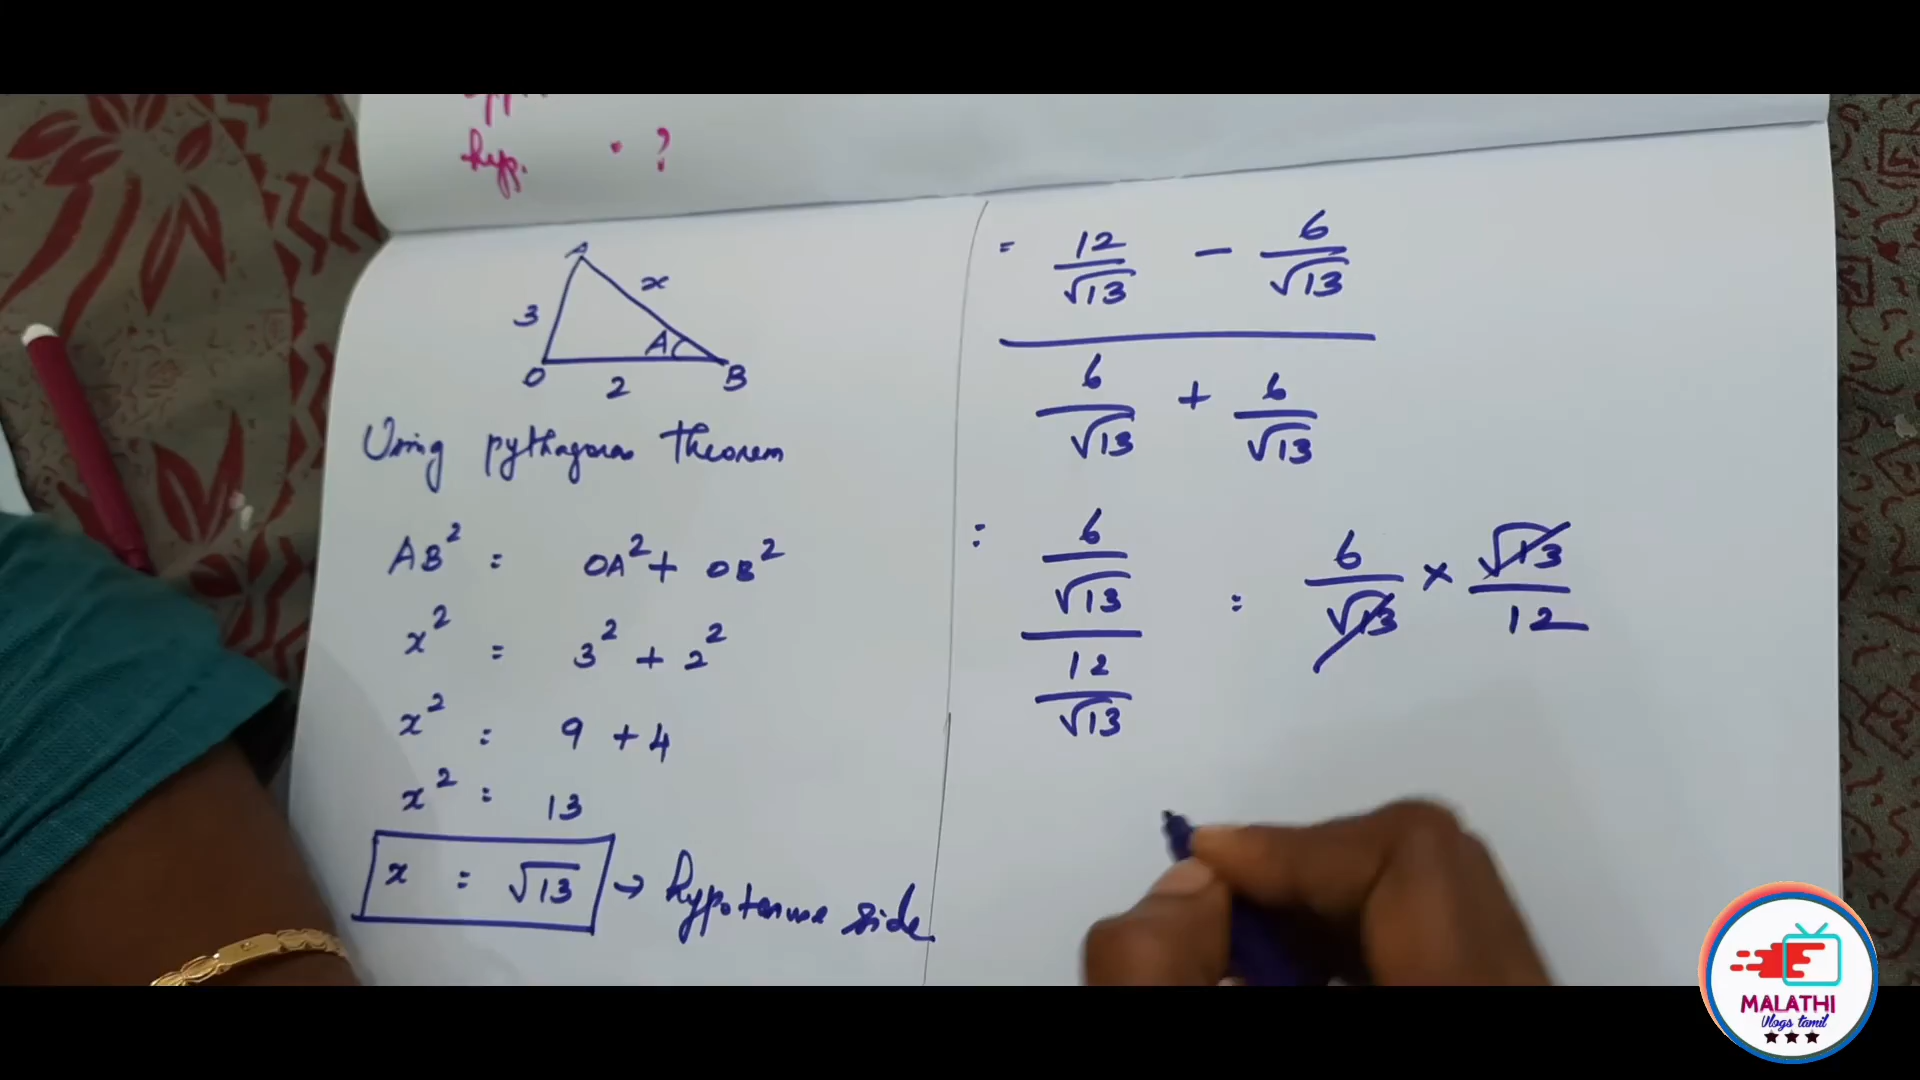 hyp. = ?
A
3 x
A
O 2 B
Using pythagoras theorem
AB² = OA² + OB²
x² = 3² + 2²
x² = 9 + 4
x² = 13
x = √13 → hypotenuse side
= 12/√13 - 6/√13
6/√13 + 6/√13
= 6/√13 = 6/√13 × √13/12
12/√13
MALATHI
Vlogs tamil